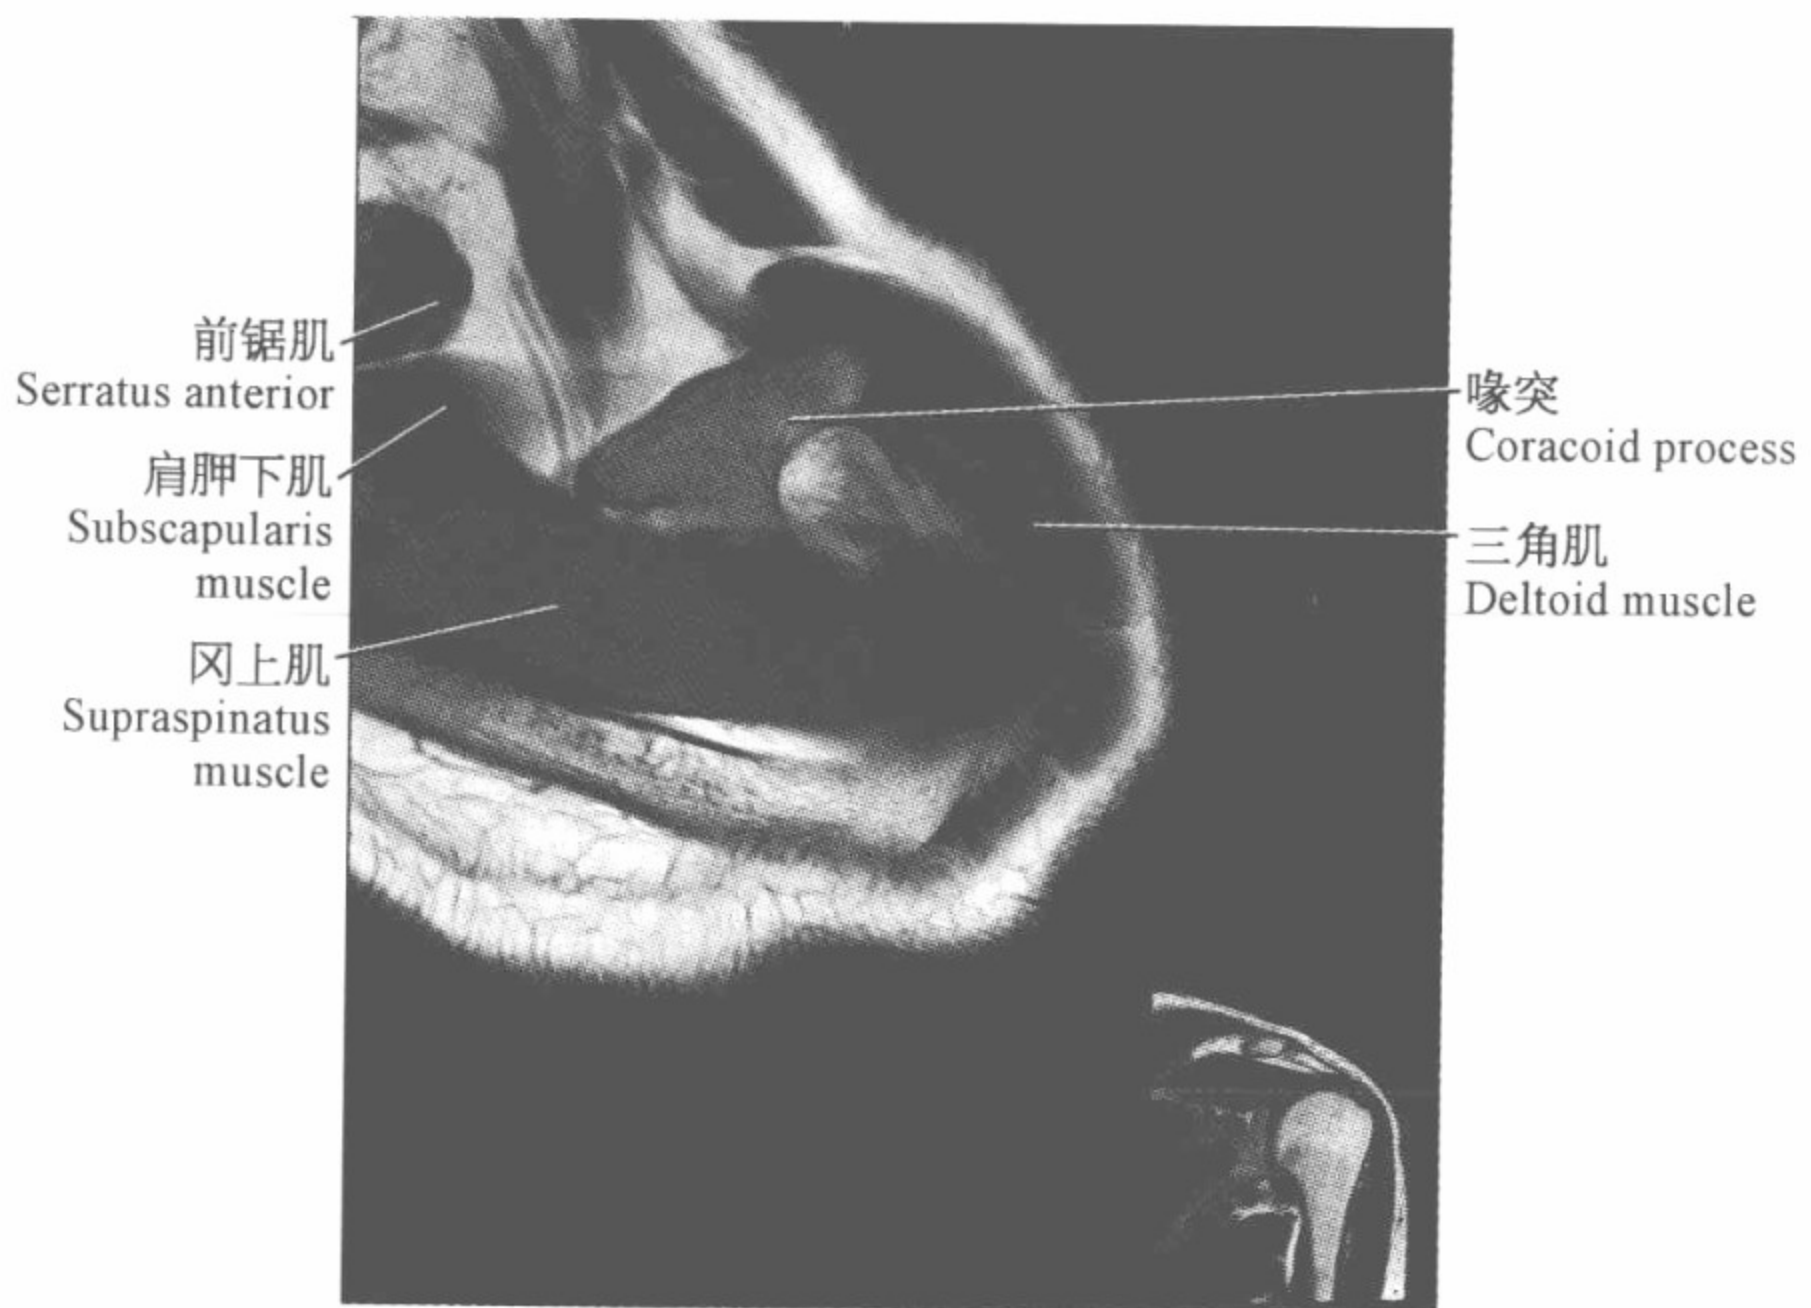 前锯肌
Serratus anterior
肩胛下肌
Subscapularis
muscle
冈上肌
Supraspinatus
muscle
喙突
Coracoid process
三角肌
Deltoid muscle